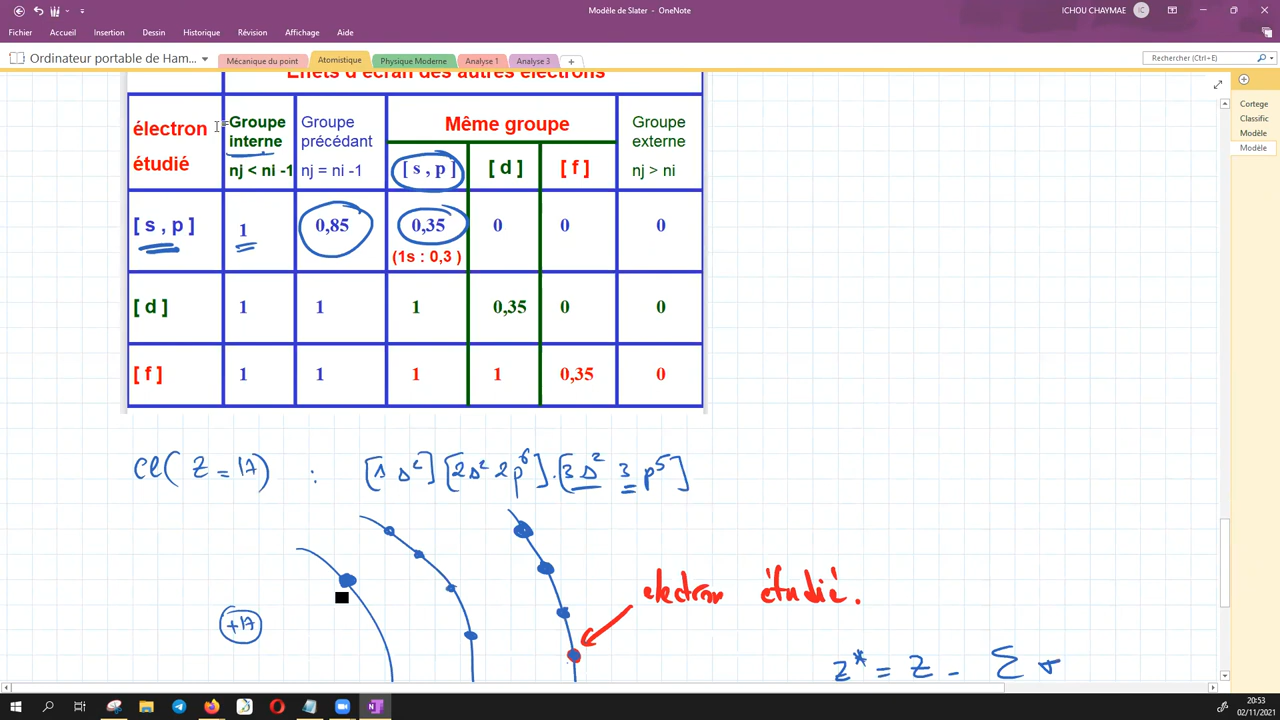 Modèle de Slater - OneNote
ICHOU CHAYMAE IC
Fichier Accueil Insertion Dessin Historique Révision Affichage Aide
Ordinateur portable de Ham... Mécanique du point Atomistique Physique Moderne Analyse 1 Analyse 3 +
Rechercher (Ctrl+E)
Effets d'écran des autres électrons
électron étudié
Groupe interne
nj < ni -1
Groupe précédant
nj = ni -1
Même groupe
[ s , p ] [ d ] [ f ]
Groupe externe
nj > ni
[ s , p ] 1 0,85 0,35 0 0 0
(1s : 0,3 )
[ d ] 1 1 1 0,35 0 0
[ f ] 1 1 1 1 0,35 0
Cortege
Classific
Modèle
Modèle
Cl( Z = 17) : [1s²] [2s² 2p⁶].[3s² 3p⁵]
electron étudié.
+17
Z* = Z - Σ σ
20:53
02/11/2021